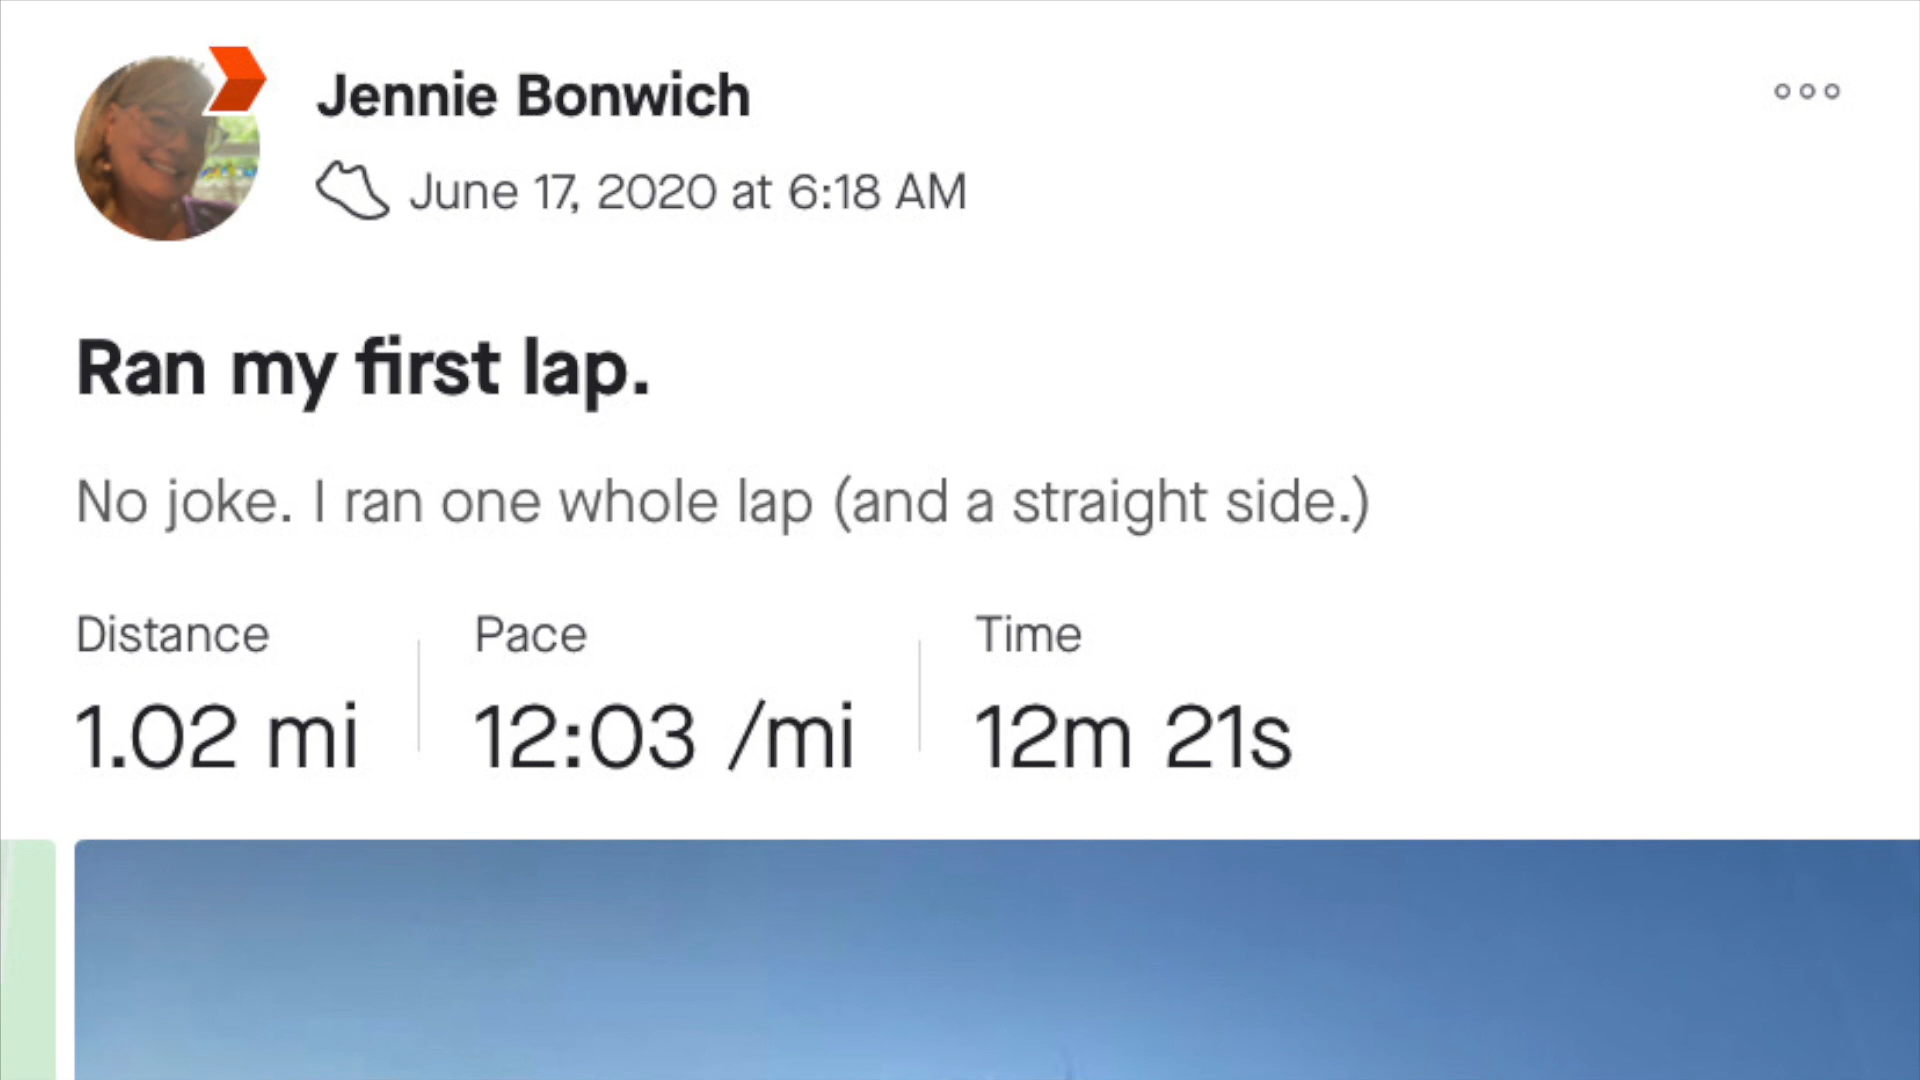 Jennie Bonwich
June 17, 2020 at 6:18 AM
Ran my first lap.
No joke. I ran one whole lap (and a straight side.)
Distance Pace Time
1.02 mi 12:03 /mi 12m 21s